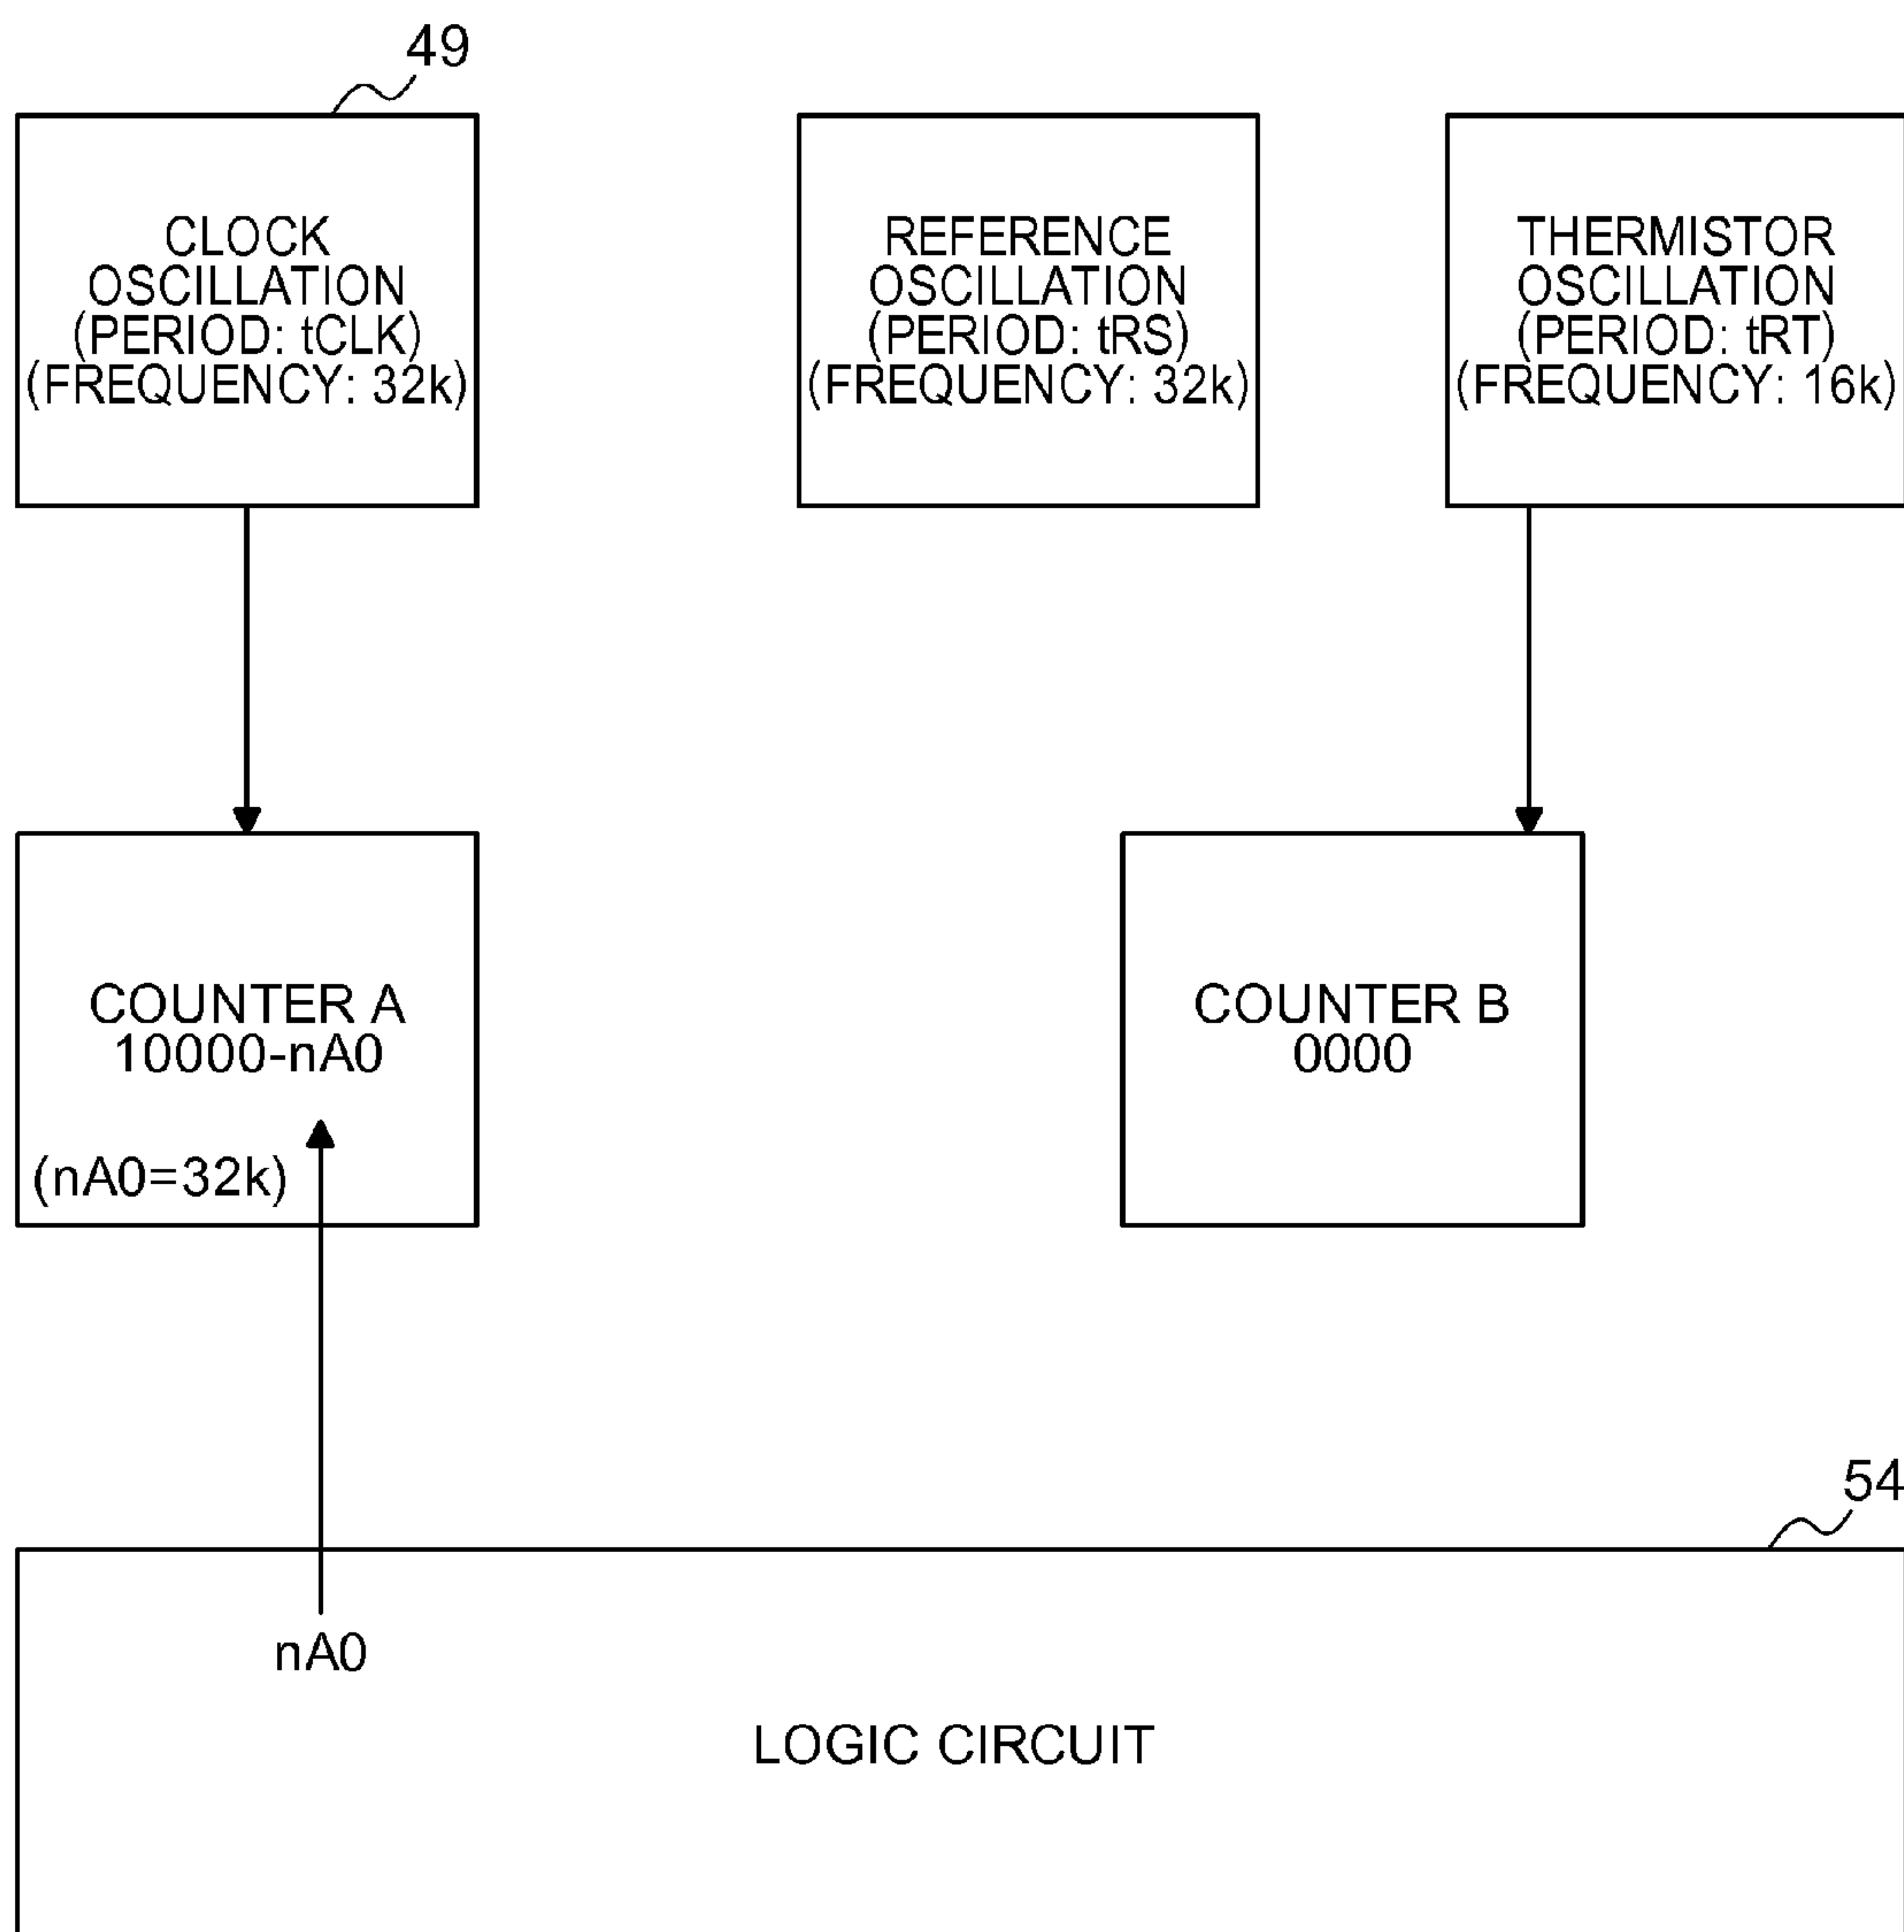 49
CLOCK
OSCILLATION
(PERIOD: tCLK)
(FREQUENCY: 32k)
REFERENCE
OSCILLATION
(PERIOD: tRS)
(FREQUENCY: 32k)
THERMISTOR
OSCILLATION
(PERIOD: tRT)
(FREQUENCY: 16k)
COUNTER A
10000-nA0
(nA0=32k)
COUNTER B
0000
54
nA0
LOGIC CIRCUIT